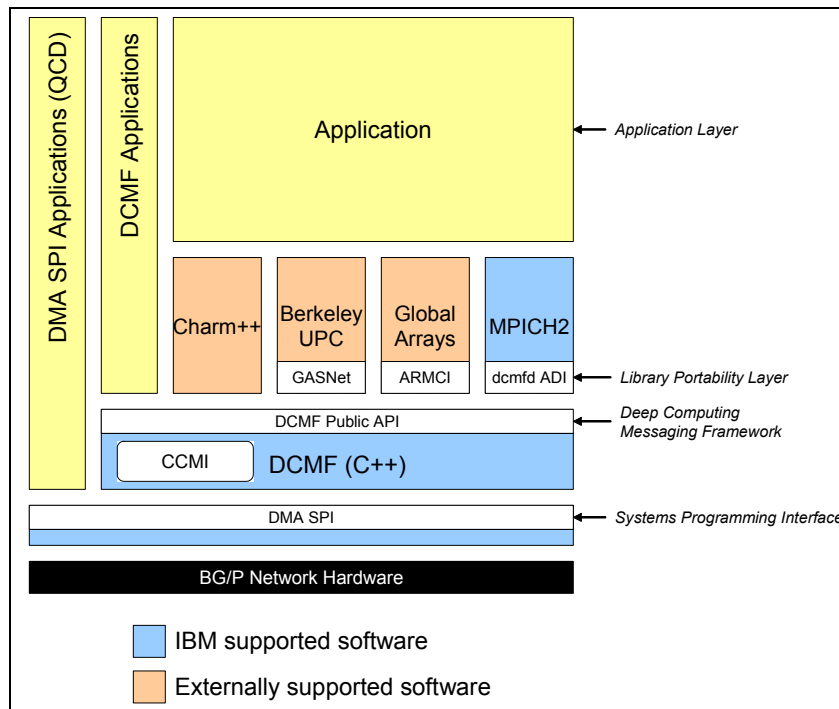 DMA SPI Applications (QCD)
DCMF Applications
Application
Application Layer
Charm++
Berkeley
UPC
GASNet
Global
Arrays
ARMCI
MPICH2
dcmfd ADI
Library Portability Layer
DCMF Public API
Deep Computing
Messaging Framework
CCMI
DCMF (C++)
DMA SPI
Systems Programming Interface
BG/P Network Hardware
IBM supported software
Externally supported software